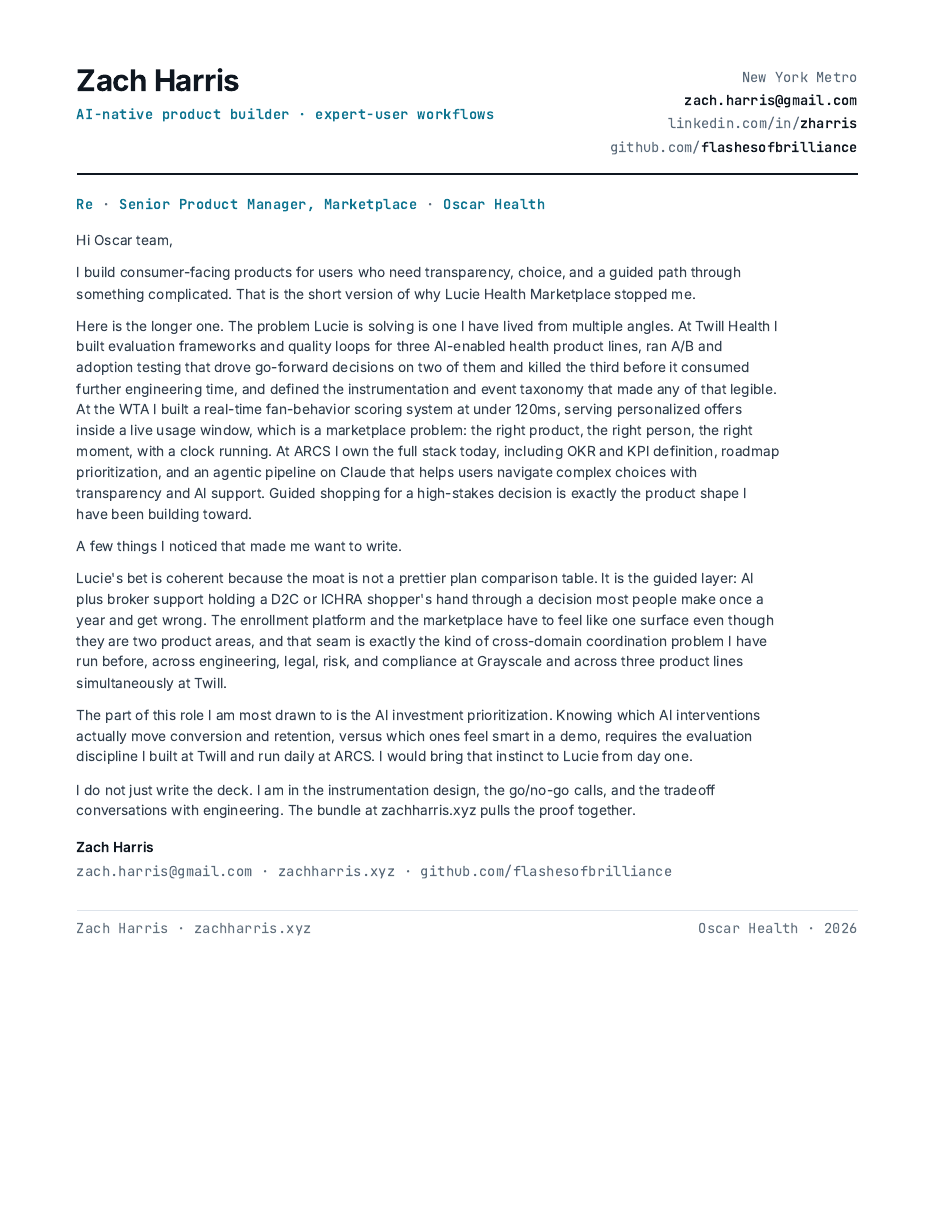 Zach Harris
AI-native product builder · expert-user workflows
New York Metro
zach.harris@gmail.com
linkedin.com/in/zharris
github.com/flashesofbrilliance
Re · Senior Product Manager, Marketplace · Oscar Health
Hi Oscar team,
I build consumer-facing products for users who need transparency, choice, and a guided path through
something complicated. That is the short version of why Lucie Health Marketplace stopped me.
Here is the longer one. The problem Lucie is solving is one I have lived from multiple angles. At Twill Health I
built evaluation frameworks and quality loops for three AI-enabled health product lines, ran A/B and
adoption testing that drove go-forward decisions on two of them and killed the third before it consumed
further engineering time, and defined the instrumentation and event taxonomy that made any of that legible.
At the WTA I built a real-time fan-behavior scoring system at under 120ms, serving personalized offers
inside a live usage window, which is a marketplace problem: the right product, the right person, the right
moment, with a clock running. At ARCS I own the full stack today, including OKR and KPI definition, roadmap
prioritization, and an agentic pipeline on Claude that helps users navigate complex choices with
transparency and AI support. Guided shopping for a high-stakes decision is exactly the product shape I
have been building toward.
A few things I noticed that made me want to write.
Lucie's bet is coherent because the moat is not a prettier plan comparison table. It is the guided layer: AI
plus broker support holding a D2C or ICHRA shopper's hand through a decision most people make once a
year and get wrong. The enrollment platform and the marketplace have to feel like one surface even though
they are two product areas, and that seam is exactly the kind of cross-domain coordination problem I have
run before, across engineering, legal, risk, and compliance at Grayscale and across three product lines
simultaneously at Twill.
The part of this role I am most drawn to is the AI investment prioritization. Knowing which AI interventions
actually move conversion and retention, versus which ones feel smart in a demo, requires the evaluation
discipline I built at Twill and run daily at ARCS. I would bring that instinct to Lucie from day one.
I do not just write the deck. I am in the instrumentation design, the go/no-go calls, and the tradeoff
conversations with engineering. The bundle at zachharris.xyz pulls the proof together.
Zach Harris
zach.harris@gmail.com · zachharris.xyz · github.com/flashesofbrilliance
Zach Harris · zachharris.xyz
Oscar Health · 2026